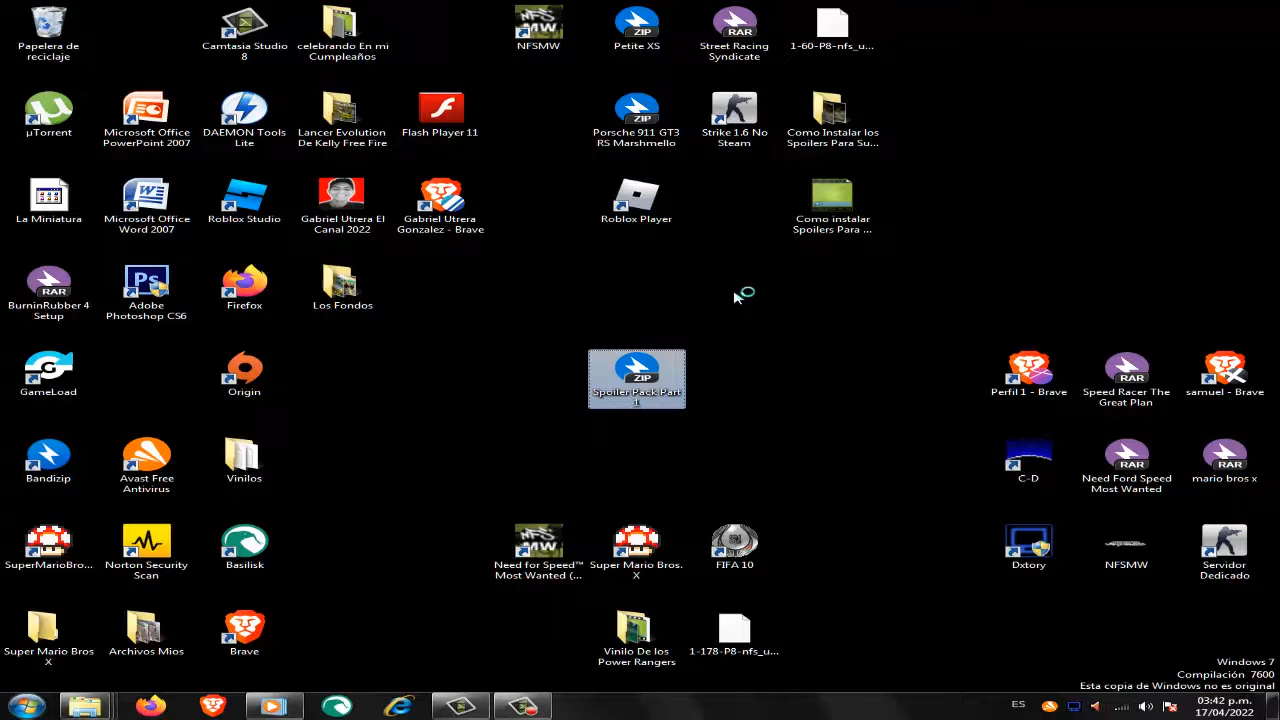 Papelera de
reciclaje
Camtasia Studio
8
celebrando En mi
Cumpleaños
NFSMW
ZIP
Petite XS
RAR
Street Racing
Syndicate
1-60-P8-nfs_u...
µTorrent
Microsoft Office
PowerPoint 2007
DAEMON Tools
Lite
Lancer Evolution
De Kelly Free Fire
Flash Player 11
ZIP
Porsche 911 GT3
RS Marshmello
Strike 1.6 No
Steam
Como Instalar los
Spoilers Para Su...
La Miniatura
Microsoft Office
Word 2007
Roblox Studio
Gabriel Utrera El
Canal 2022
Gabriel Utrera
Gonzalez - Brave
Roblox Player
Como instalar
Spoilers Para ...
RAR
BurninRubber 4
Setup
Ps
Adobe
Photoshop CS6
Firefox
Los Fondos
GameLoad
Origin
ZIP
Spoiler Pack Part
1
Perfil 1 - Brave
RAR
Speed Racer The
Great Plan
samuel - Brave
Bandizip
Avast Free
Antivirus
Vinilos
C-D
RAR
Need Ford Speed
Most Wanted
RAR
mario bros x
SuperMarioBro...
Norton Security
Scan
Basilisk
Need for Speed™
Most Wanted (...
Super Mario Bros.
X
FIFA 10
Dxtory
NFSMW
Servidor
Dedicado
Super Mario Bros
X
Archivos Mios
Brave
Vinilo De los
Power Rangers
1-178-P8-nfs_u...
Windows 7
Compilación 7600
Esta copia de Windows no es original
ES
03:42 p.m.
17/04/2022